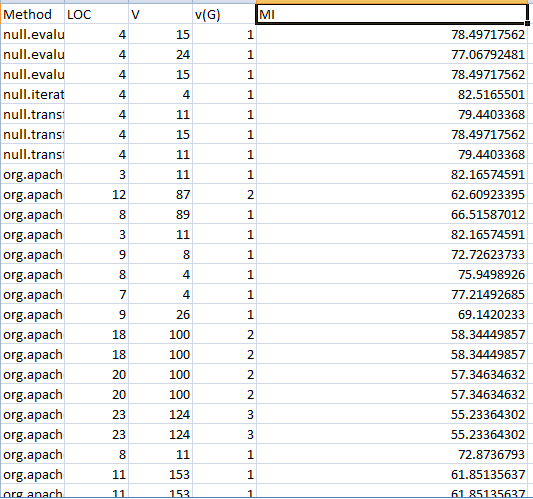 Method LOC V v(G) MI
null.evalu 4 15 1 78.49717562
null.evalu 4 24 1 77.06792481
null.evalu 4 15 1 78.49717562
null.iterat 4 4 1 82.5165501
null.transf 4 11 1 79.4403368
null.transf 4 15 1 78.49717562
null.transf 4 11 1 79.4403368
org.apach 3 11 1 82.16574591
org.apach 12 87 2 62.60923395
org.apach 8 89 1 66.51587012
org.apach 3 11 1 82.16574591
org.apach 9 8 1 72.72623733
org.apach 8 4 1 75.9498926
org.apach 7 4 1 77.21492685
org.apach 9 26 1 69.1420233
org.apach 18 100 2 58.34449857
org.apach 18 100 2 58.34449857
org.apach 20 100 2 57.34634632
org.apach 20 100 2 57.34634632
org.apach 23 124 3 55.23364302
org.apach 23 124 3 55.23364302
org.apach 8 11 1 72.8736793
org.apach 11 153 1 61.85135637
org.apach 11 153 1 61.85135637